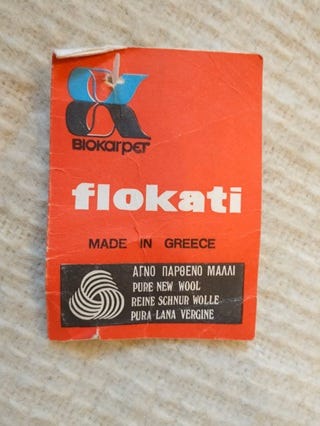 BIOKARPET
flokati
MADE IN GREECE
ΑΓΝΟ ΠΑΡΘΕΝΟ ΜΑΛΛΙ
PURE NEW WOOL
REINE SCHNUR WOLLE
PURA LANA VERGINE